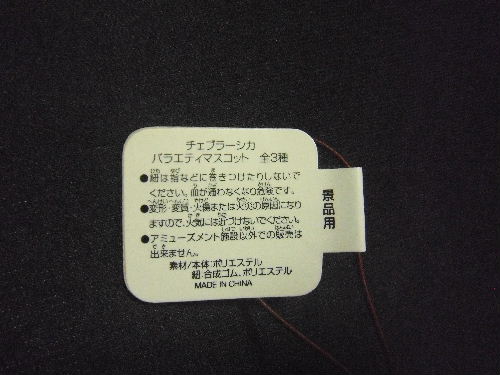 チェブラーシカ
バラエティマスコット 全3種
●紐は指などに巻きつけたりしないで
ください。血が通わなくなり危険です。
●変形・変質・火傷または火災の原因になり
ますので、火気には近づけないでください。
●アミューズメント施設以外での販売は
出来ません。
素材/本体:ポリエステル
紐:合成ゴム、ポリエステル
MADE IN CHINA
景品用